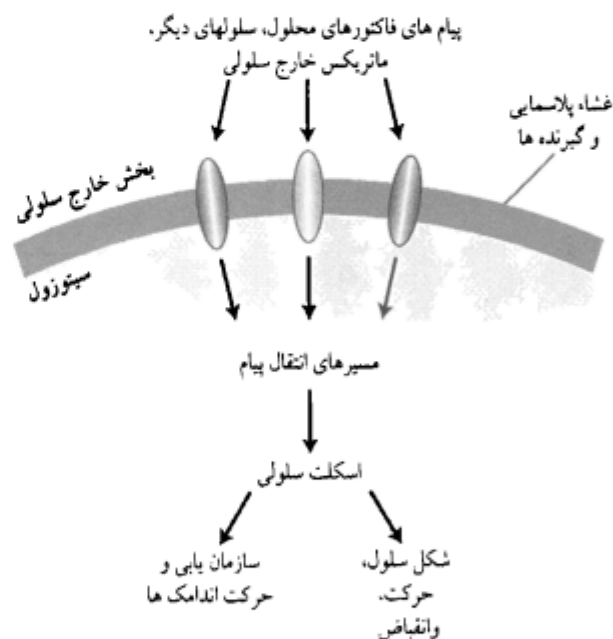 پیام های فاکتورهای محلول، سلولهای دیگر.
ماتریکس خارج سلولی
غشاء پلاسمایی
و گیرنده ها
بخش خارج سلولی
سیتوزول
مسیرهای انتقال پیام
اسکلت سلولی
شکل سلول،
حرکت.
وانقباض
سازمان یابی و
حرکت اندامک ها